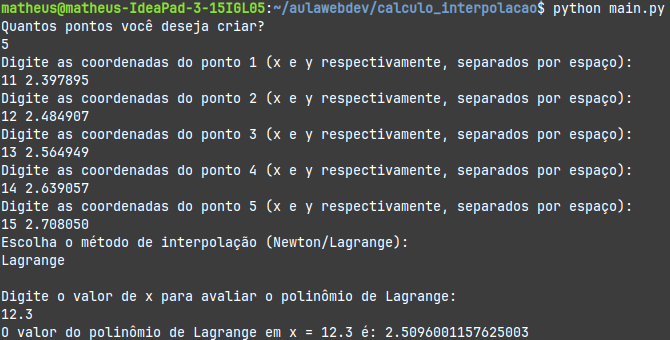 matheus@matheus-IdeaPad-3-15IGL05:~/aulawebdev/calculo_interpolacao$ python main.py
Quantos pontos você deseja criar?
5
Digite as coordenadas do ponto 1 (x e y respectivamente, separados por espaço):
11 2.397895
Digite as coordenadas do ponto 2 (x e y respectivamente, separados por espaço):
12 2.484907
Digite as coordenadas do ponto 3 (x e y respectivamente, separados por espaço):
13 2.564949
Digite as coordenadas do ponto 4 (x e y respectivamente, separados por espaço):
14 2.639057
Digite as coordenadas do ponto 5 (x e y respectivamente, separados por espaço):
15 2.708050
Escolha o método de interpolação (Newton/Lagrange):
Lagrange
Digite o valor de x para avaliar o polinômio de Lagrange:
12.3
O valor do polinômio de Lagrange em x = 12.3 é: 2.5096001157625003